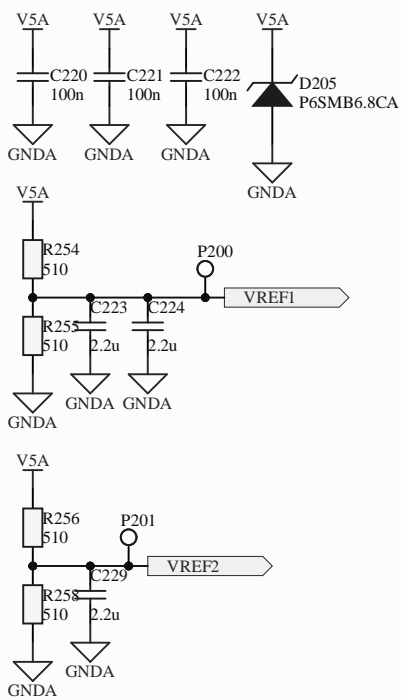 V5A V5A V5A V5A
C220 C221 C222 D205
100n 100n 100n P6SMB6.8CA
GNDA GNDA GNDA GNDA
V5A
R254 P200
510
VREF1
R255 C223 C224
510 2.2u 2.2u
GNDA GNDA GNDA
V5A
R256 P201
510
VREF2
R258 C229
510 2.2u
GNDA GNDA